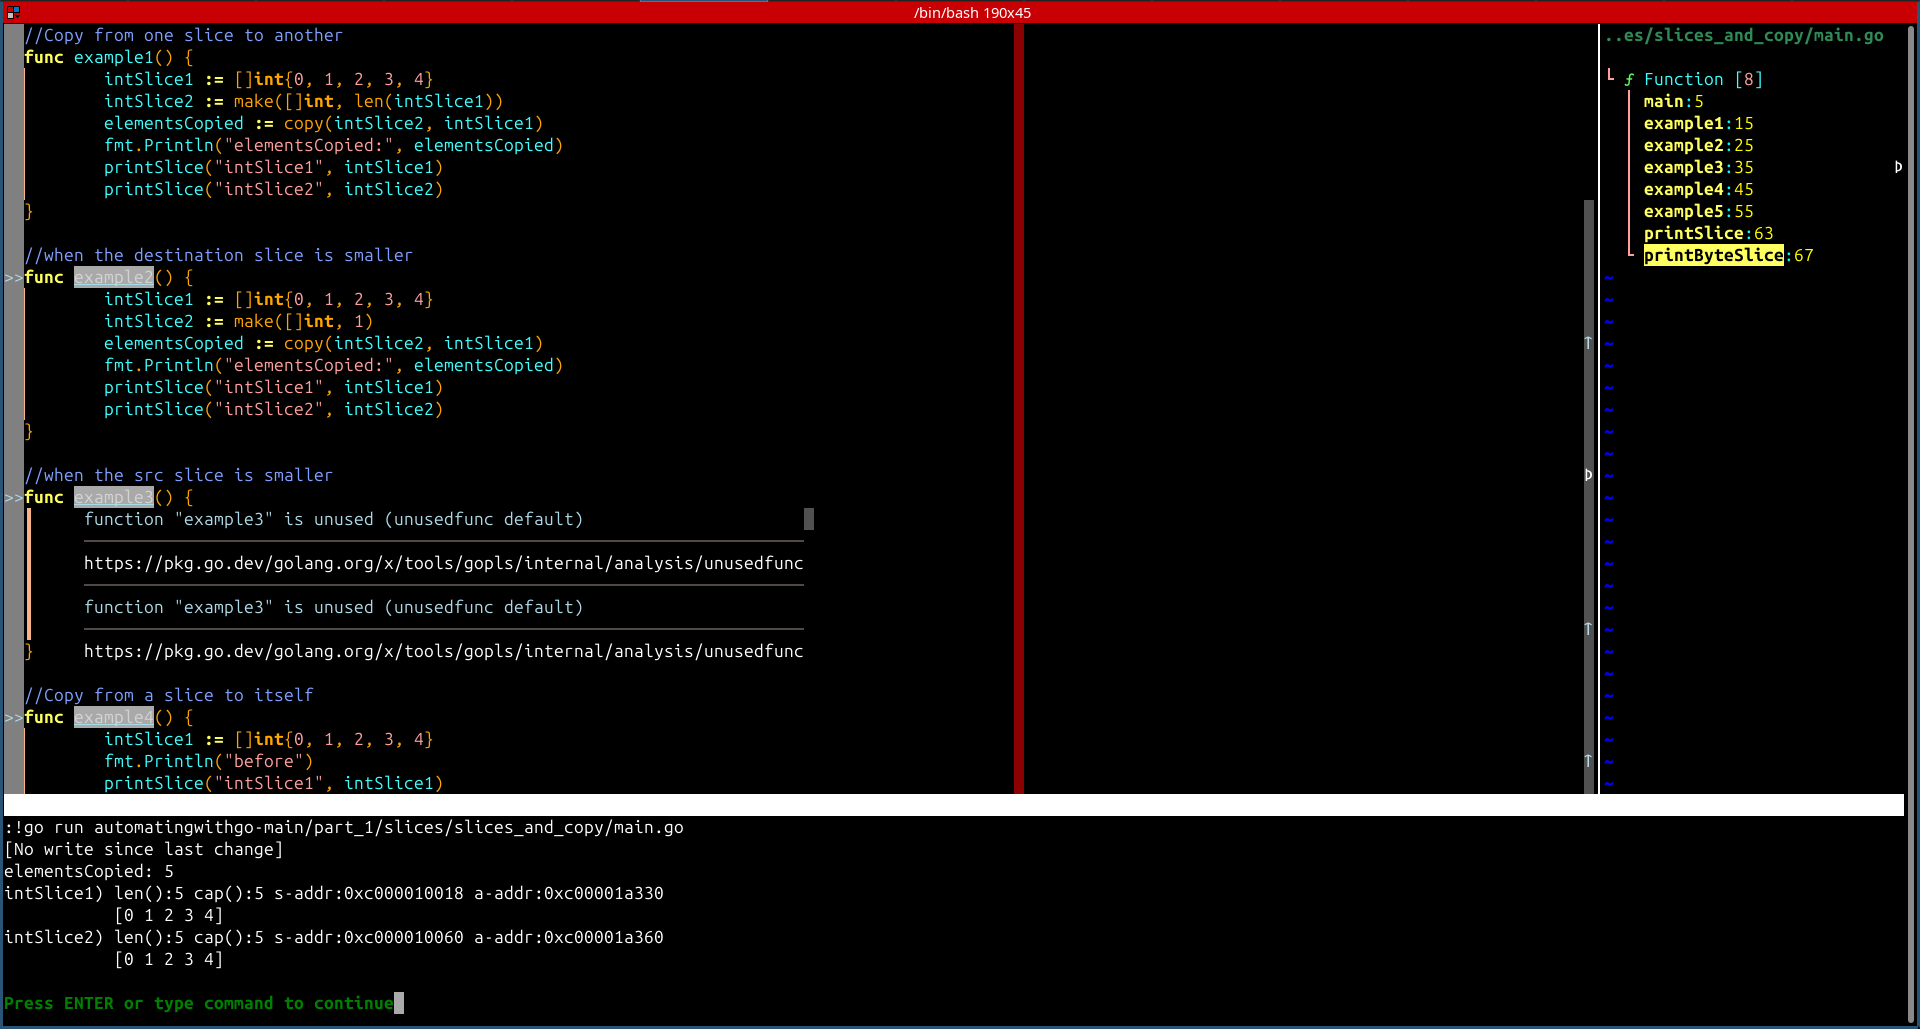 /bin/bash 190x45
//Copy from one slice to another
func example1() {
        intSlice1 := []int{0, 1, 2, 3, 4}
        intSlice2 := make([]int, len(intSlice1))
        elementsCopied := copy(intSlice2, intSlice1)
        fmt.Println("elementsCopied:", elementsCopied)
        printSlice("intSlice1", intSlice1)
        printSlice("intSlice2", intSlice2)
}
//when the destination slice is smaller
>>func example2() {
        intSlice1 := []int{0, 1, 2, 3, 4}
        intSlice2 := make([]int, 1)
        elementsCopied := copy(intSlice2, intSlice1)
        fmt.Println("elementsCopied:", elementsCopied)
        printSlice("intSlice1", intSlice1)
        printSlice("intSlice2", intSlice2)
}
//when the src slice is smaller
>>func example3() {
      function "example3" is unused (unusedfunc default)
      https://pkg.go.dev/golang.org/x/tools/gopls/internal/analysis/unusedfunc
      function "example3" is unused (unusedfunc default)
}     https://pkg.go.dev/golang.org/x/tools/gopls/internal/analysis/unusedfunc
//Copy from a slice to itself
>>func example4() {
        intSlice1 := []int{0, 1, 2, 3, 4}
        fmt.Println("before")
        printSlice("intSlice1", intSlice1)
..es/slices_and_copy/main.go
ƒ Function [8]
main:5
example1:15
example2:25
example3:35
example4:45
example5:55
printSlice:63
printByteSlice:67
:!go run automatingwithgo-main/part_1/slices/slices_and_copy/main.go
[No write since last change]
elementsCopied: 5
intSlice1) len():5 cap():5 s-addr:0xc000010018 a-addr:0xc00001a330
           [0 1 2 3 4]
intSlice2) len():5 cap():5 s-addr:0xc000010060 a-addr:0xc00001a360
           [0 1 2 3 4]
Press ENTER or type command to continue